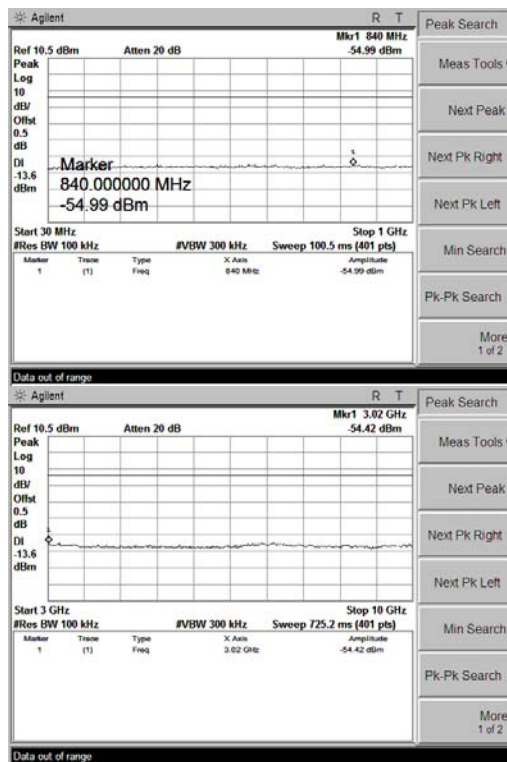 Agilent R T
Mkr1 840 MHz
Ref 10.5 dBm Atten 20 dB -54.99 dBm
Peak
Log
10
dB/
Offst
0.5
dB
DI
-13.6
dBm
1
Marker
840.000000 MHz
-54.99 dBm
Start 30 MHz Stop 1 GHz
#Res BW 100 kHz #VBW 300 kHz Sweep 100.5 ms (401 pts)
Marker Trace Type X Axis Amplitude
1 (1) Freq 840 MHz -54.99 dBm
Data out of range
Peak Search
Meas Tools
Next Peak
Next Pk Right
Next Pk Left
Min Search
Pk-Pk Search
More
1 of 2
Agilent R T
Mkr1 3.02 GHz
Ref 10.5 dBm Atten 20 dB -54.42 dBm
Peak
Log
10
dB/
Offst
0.5
dB
DI
-13.6
dBm
1
Start 3 GHz Stop 10 GHz
#Res BW 100 kHz #VBW 300 kHz Sweep 725.2 ms (401 pts)
Marker Trace Type X Axis Amplitude
1 (1) Freq 3.02 GHz -54.42 dBm
Data out of range
Peak Search
Meas Tools
Next Peak
Next Pk Right
Next Pk Left
Min Search
Pk-Pk Search
More
1 of 2